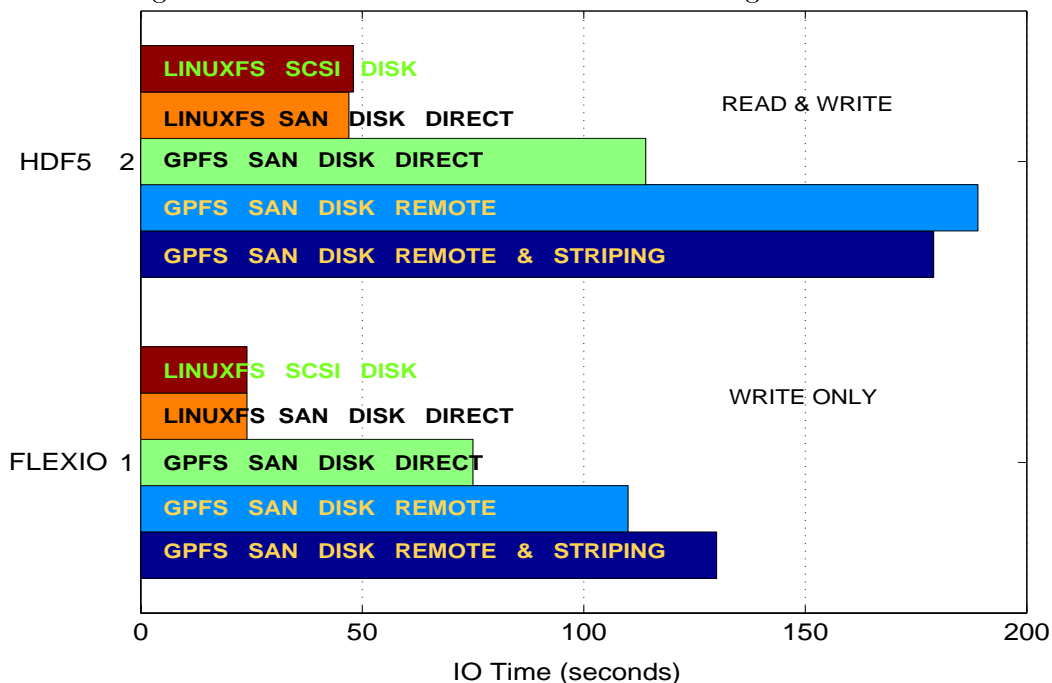 LINUXFS SCSI DISK
READ & WRITE
LINUXFS SAN DISK DIRECT
HDF5 2
GPFS SAN DISK DIRECT
GPFS SAN DISK REMOTE
GPFS SAN DISK REMOTE & STRIPING
LINUXFS SCSI DISK
WRITE ONLY
LINUXFS SAN DISK DIRECT
FLEXIO 1
GPFS SAN DISK DIRECT
GPFS SAN DISK REMOTE
GPFS SAN DISK REMOTE & STRIPING
0 50 100 150 200
IO Time (seconds)